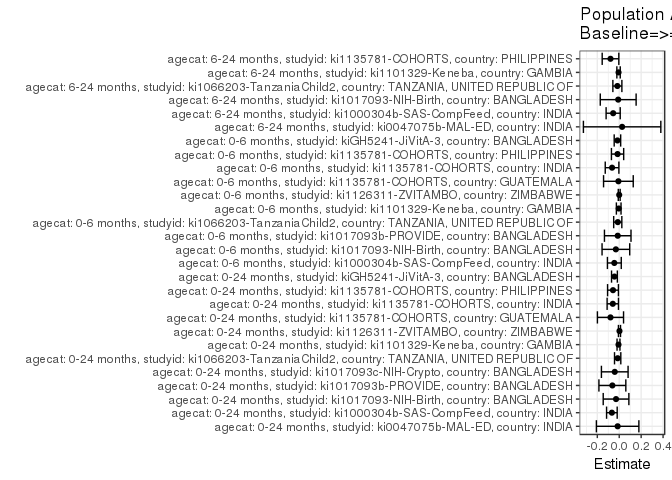 Population A
Baseline=>=
agecat: 6-24 months, studyid: ki1135781-COHORTS, country: PHILIPPINES
agecat: 6-24 months, studyid: ki1101329-Keneba, country: GAMBIA
agecat: 6-24 months, studyid: ki1066203-TanzaniaChild2, country: TANZANIA, UNITED REPUBLIC OF
agecat: 6-24 months, studyid: ki1017093-NIH-Birth, country: BANGLADESH
agecat: 6-24 months, studyid: ki1000304b-SAS-CompFeed, country: INDIA
agecat: 6-24 months, studyid: ki0047075b-MAL-ED, country: INDIA
agecat: 0-6 months, studyid: kiGH5241-JiVitA-3, country: BANGLADESH
agecat: 0-6 months, studyid: ki1135781-COHORTS, country: PHILIPPINES
agecat: 0-6 months, studyid: ki1135781-COHORTS, country: INDIA
agecat: 0-6 months, studyid: ki1135781-COHORTS, country: GUATEMALA
agecat: 0-6 months, studyid: ki1126311-ZVITAMBO, country: ZIMBABWE
agecat: 0-6 months, studyid: ki1101329-Keneba, country: GAMBIA
agecat: 0-6 months, studyid: ki1066203-TanzaniaChild2, country: TANZANIA, UNITED REPUBLIC OF
agecat: 0-6 months, studyid: ki1017093b-PROVIDE, country: BANGLADESH
agecat: 0-6 months, studyid: ki1017093-NIH-Birth, country: BANGLADESH
agecat: 0-6 months, studyid: ki1000304b-SAS-CompFeed, country: INDIA
agecat: 0-24 months, studyid: kiGH5241-JiVitA-3, country: BANGLADESH
agecat: 0-24 months, studyid: ki1135781-COHORTS, country: PHILIPPINES
agecat: 0-24 months, studyid: ki1135781-COHORTS, country: INDIA
agecat: 0-24 months, studyid: ki1135781-COHORTS, country: GUATEMALA
agecat: 0-24 months, studyid: ki1126311-ZVITAMBO, country: ZIMBABWE
agecat: 0-24 months, studyid: ki1101329-Keneba, country: GAMBIA
agecat: 0-24 months, studyid: ki1066203-TanzaniaChild2, country: TANZANIA, UNITED REPUBLIC OF
agecat: 0-24 months, studyid: ki1017093c-NIH-Crypto, country: BANGLADESH
agecat: 0-24 months, studyid: ki1017093b-PROVIDE, country: BANGLADESH
agecat: 0-24 months, studyid: ki1017093-NIH-Birth, country: BANGLADESH
agecat: 0-24 months, studyid: ki1000304b-SAS-CompFeed, country: INDIA
agecat: 0-24 months, studyid: ki0047075b-MAL-ED, country: INDIA
-0.2 0.0 0.2 0.4
Estimate